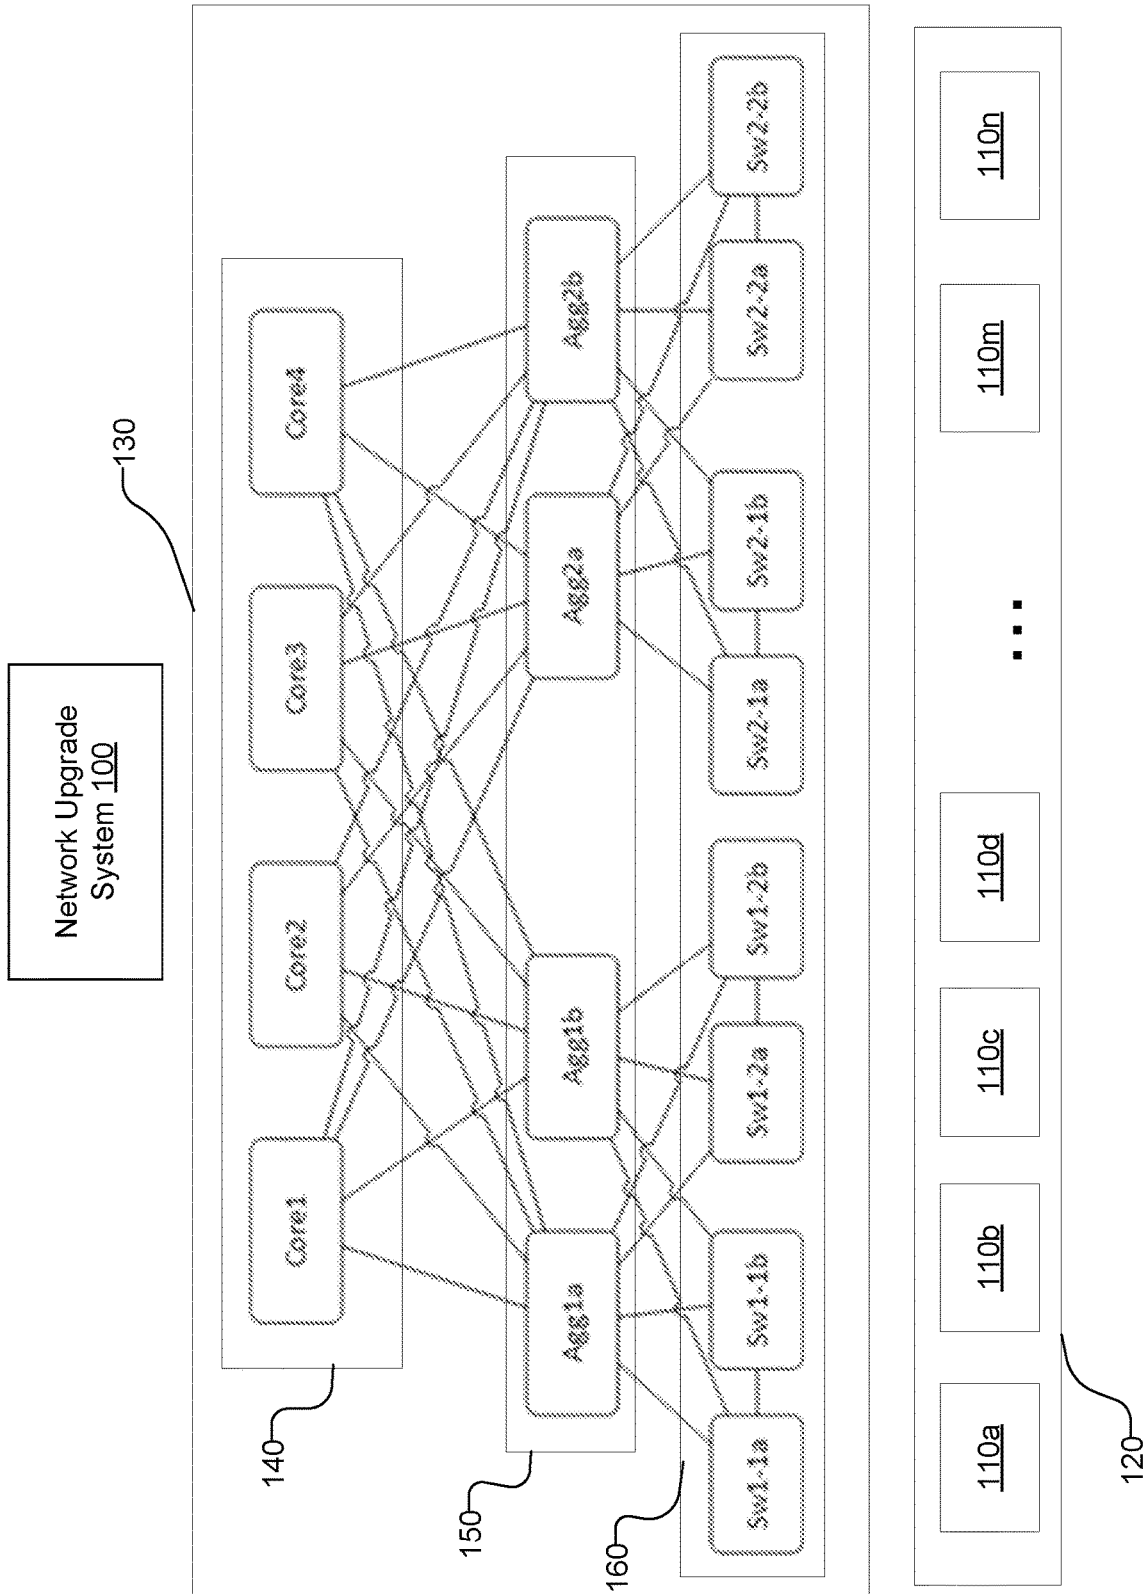 Network Upgrade
System 100
130
140
Core1
Core2
Core3
Core4
150
Agg1a
Agg1b
Agg2a
Agg2b
160
Sw1-1a
Sw1-1b
Sw1-2a
Sw1-2b
Sw2-1a
Sw2-1b
Sw2-2a
Sw2-2b
110a
110b
110c
110d
...
110m
110n
120